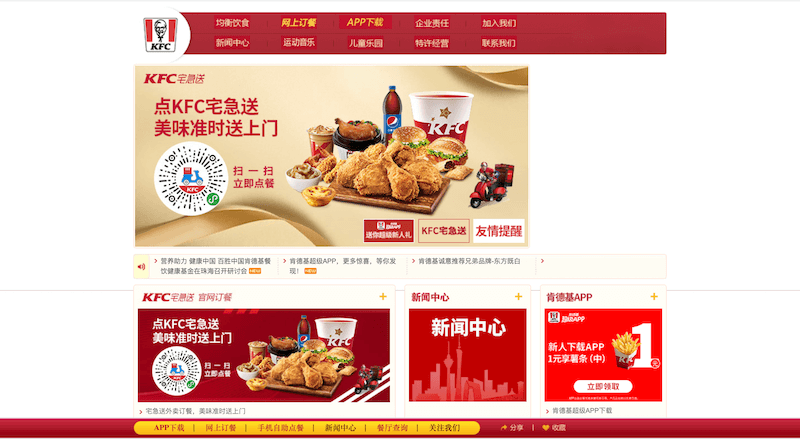 均衡饮食
网上订餐
APP下载
企业责任
加入我们
新闻中心
运动音乐
儿童乐园
特许经营
联系我们
KFC
KFC宅急送
点KFC宅急送
美味准时送上门
扫一扫
立即点餐
KFC
KFC
送你超级新人礼
KFC宅急送
友情提醒
营养助力 健康中国 百胜中国肯德基餐
饮健康基金在珠海召开研讨会
肯德基超级APP，更多惊喜，等你发
现！
肯德基诚意推荐兄弟品牌-东方既白
KFC宅急送 官网订餐
点KFC宅急送
美味准时送上门
扫一扫
立即点餐
KFC
宅急送外卖订餐，美味准时送上门
新闻中心
新闻中心
肯德基APP
新人下载APP
1元享薯条(中)
1元
立即领取
肯德基超级APP下载
APP下载 | 网上订餐 | 手机自助点餐 | 新闻中心 | 餐厅查询 | 关注我们
分享 | 收藏